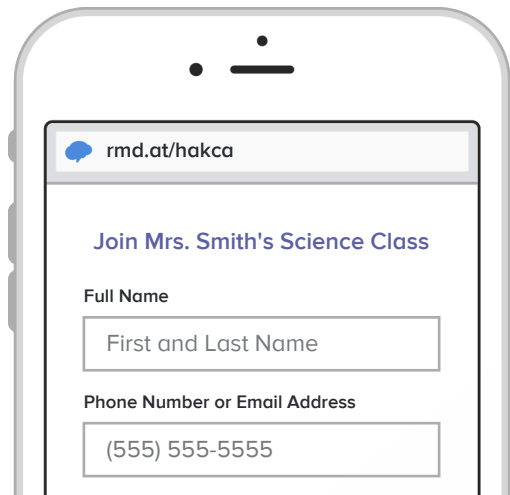 rmd.at/hakca
Join Mrs. Smith's Science Class
Full Name
First and Last Name
Phone Number or Email Address
(555) 555-5555